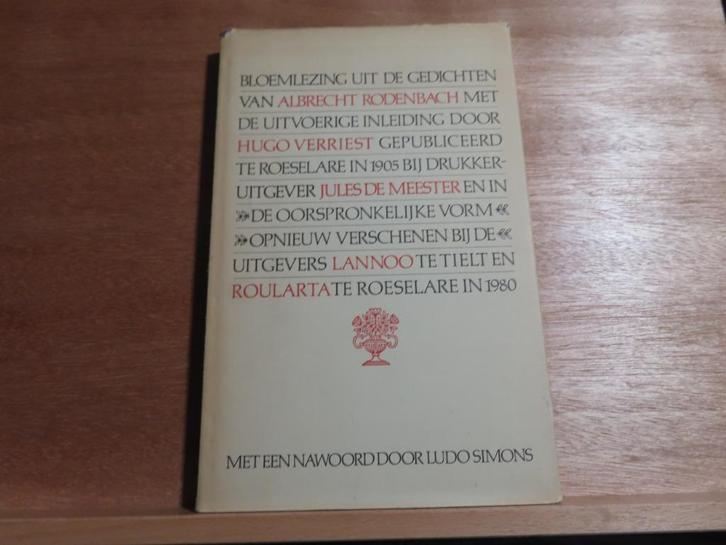 BLOEMLEZING UIT DE GEDICHTEN
VAN ALBRECHT RODENBACH MET
DE UITVOERIGE INLEIDING DOOR
HUGO VERRIEST GEPUBLICEERD
TE ROESELARE IN 1905 BIJ DRUKKER-
UITGEVER JULES DE MEESTER EN IN
DE OORSPRONKELIJKE VORM
OPNIEUW VERSCHENEN BIJ DE
UITGEVERS LANNOO TE TIELT EN
ROULARTA TE ROESELARE IN 1980
MET EEN NAWOORD DOOR LUDO SIMONS